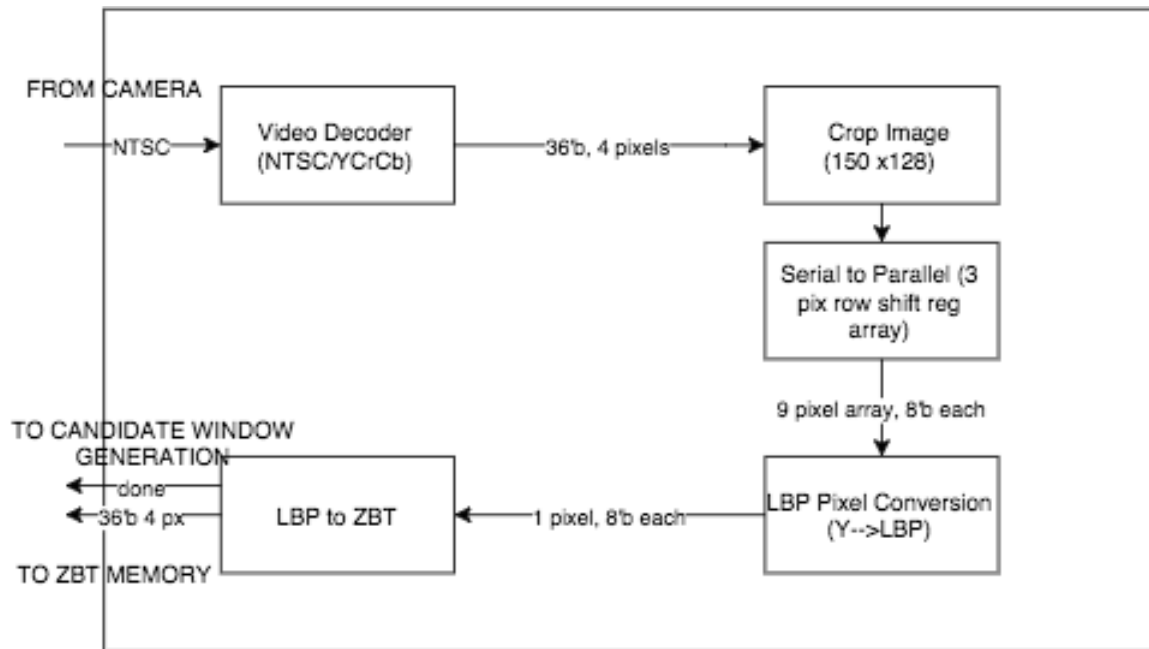 FROM CAMERA
NTSC
Video Decoder
(NTSC/YCrCb)
36'b, 4 pixels
Crop Image
(150 x128)
Serial to Parallel (3
pix row shift reg
array)
9 pixel array, 8'b each
LBP Pixel Conversion
(Y-->LBP)
1 pixel, 8'b each
LBP to ZBT
TO CANDIDATE WINDOW
GENERATION
done
36'b 4 px
TO ZBT MEMORY